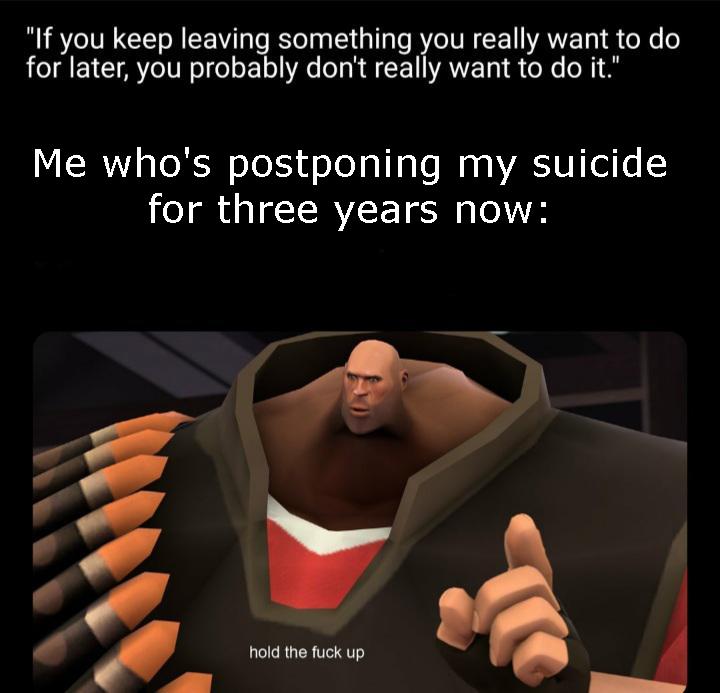 "If you keep leaving something you really want to do
for later, you probably don't really want to do it."
Me who's postponing my suicide
for three years now:
hold the fuck up